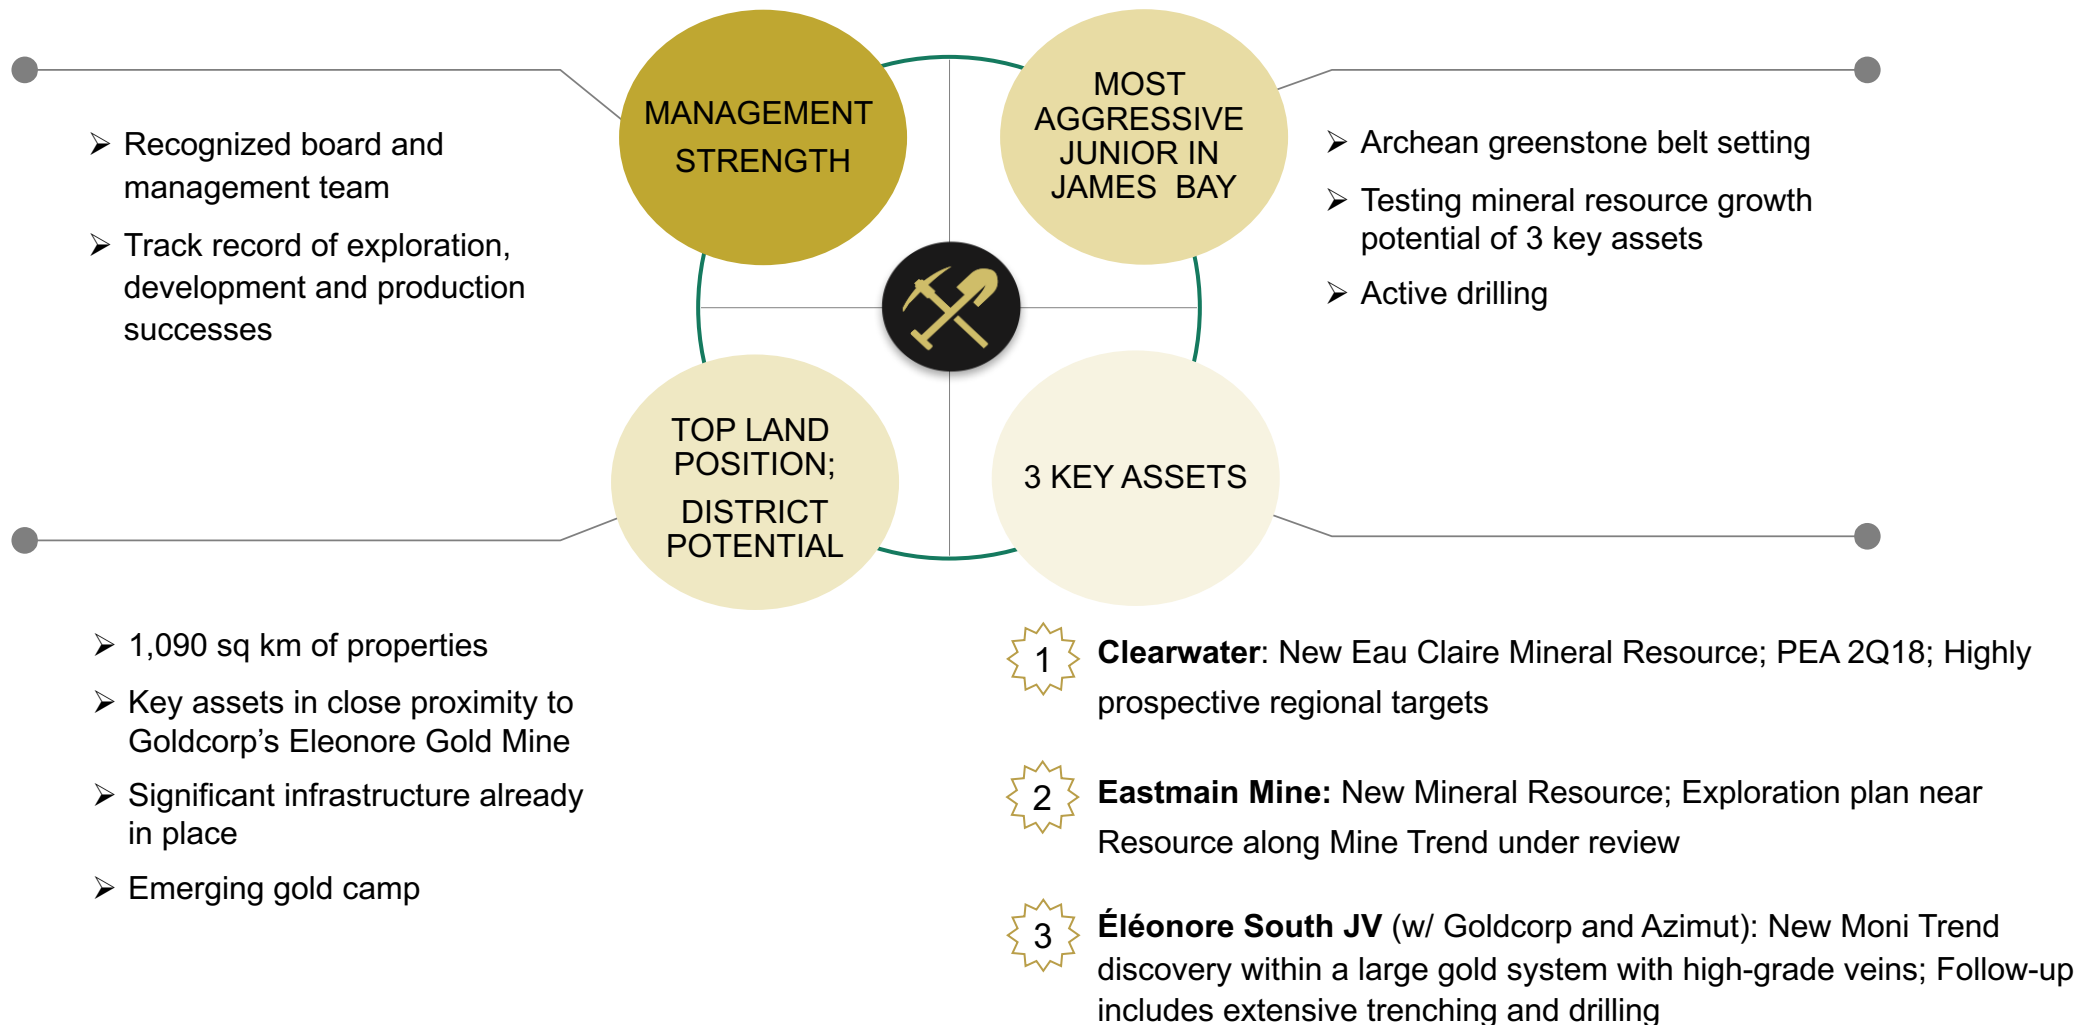 MANAGEMENT
STRENGTH
➢ Recognized board and
management team
➢ Track record of exploration,
development and production
successes
MOST
AGGRESSIVE
JUNIOR IN
JAMES BAY
➢ Archean greenstone belt setting
➢ Testing mineral resource growth
potential of 3 key assets
➢ Active drilling
TOP LAND
POSITION;
DISTRICT
POTENTIAL
➢ 1,090 sq km of properties
➢ Key assets in close proximity to
Goldcorp’s Eleonore Gold Mine
➢ Significant infrastructure already
in place
➢ Emerging gold camp
3 KEY ASSETS
1 Clearwater: New Eau Claire Mineral Resource; PEA 2Q18; Highly
prospective regional targets
2 Eastmain Mine: New Mineral Resource; Exploration plan near
Resource along Mine Trend under review
3 Éléonore South JV (w/ Goldcorp and Azimut): New Moni Trend
discovery within a large gold system with high-grade veins; Follow-up
includes extensive trenching and drilling